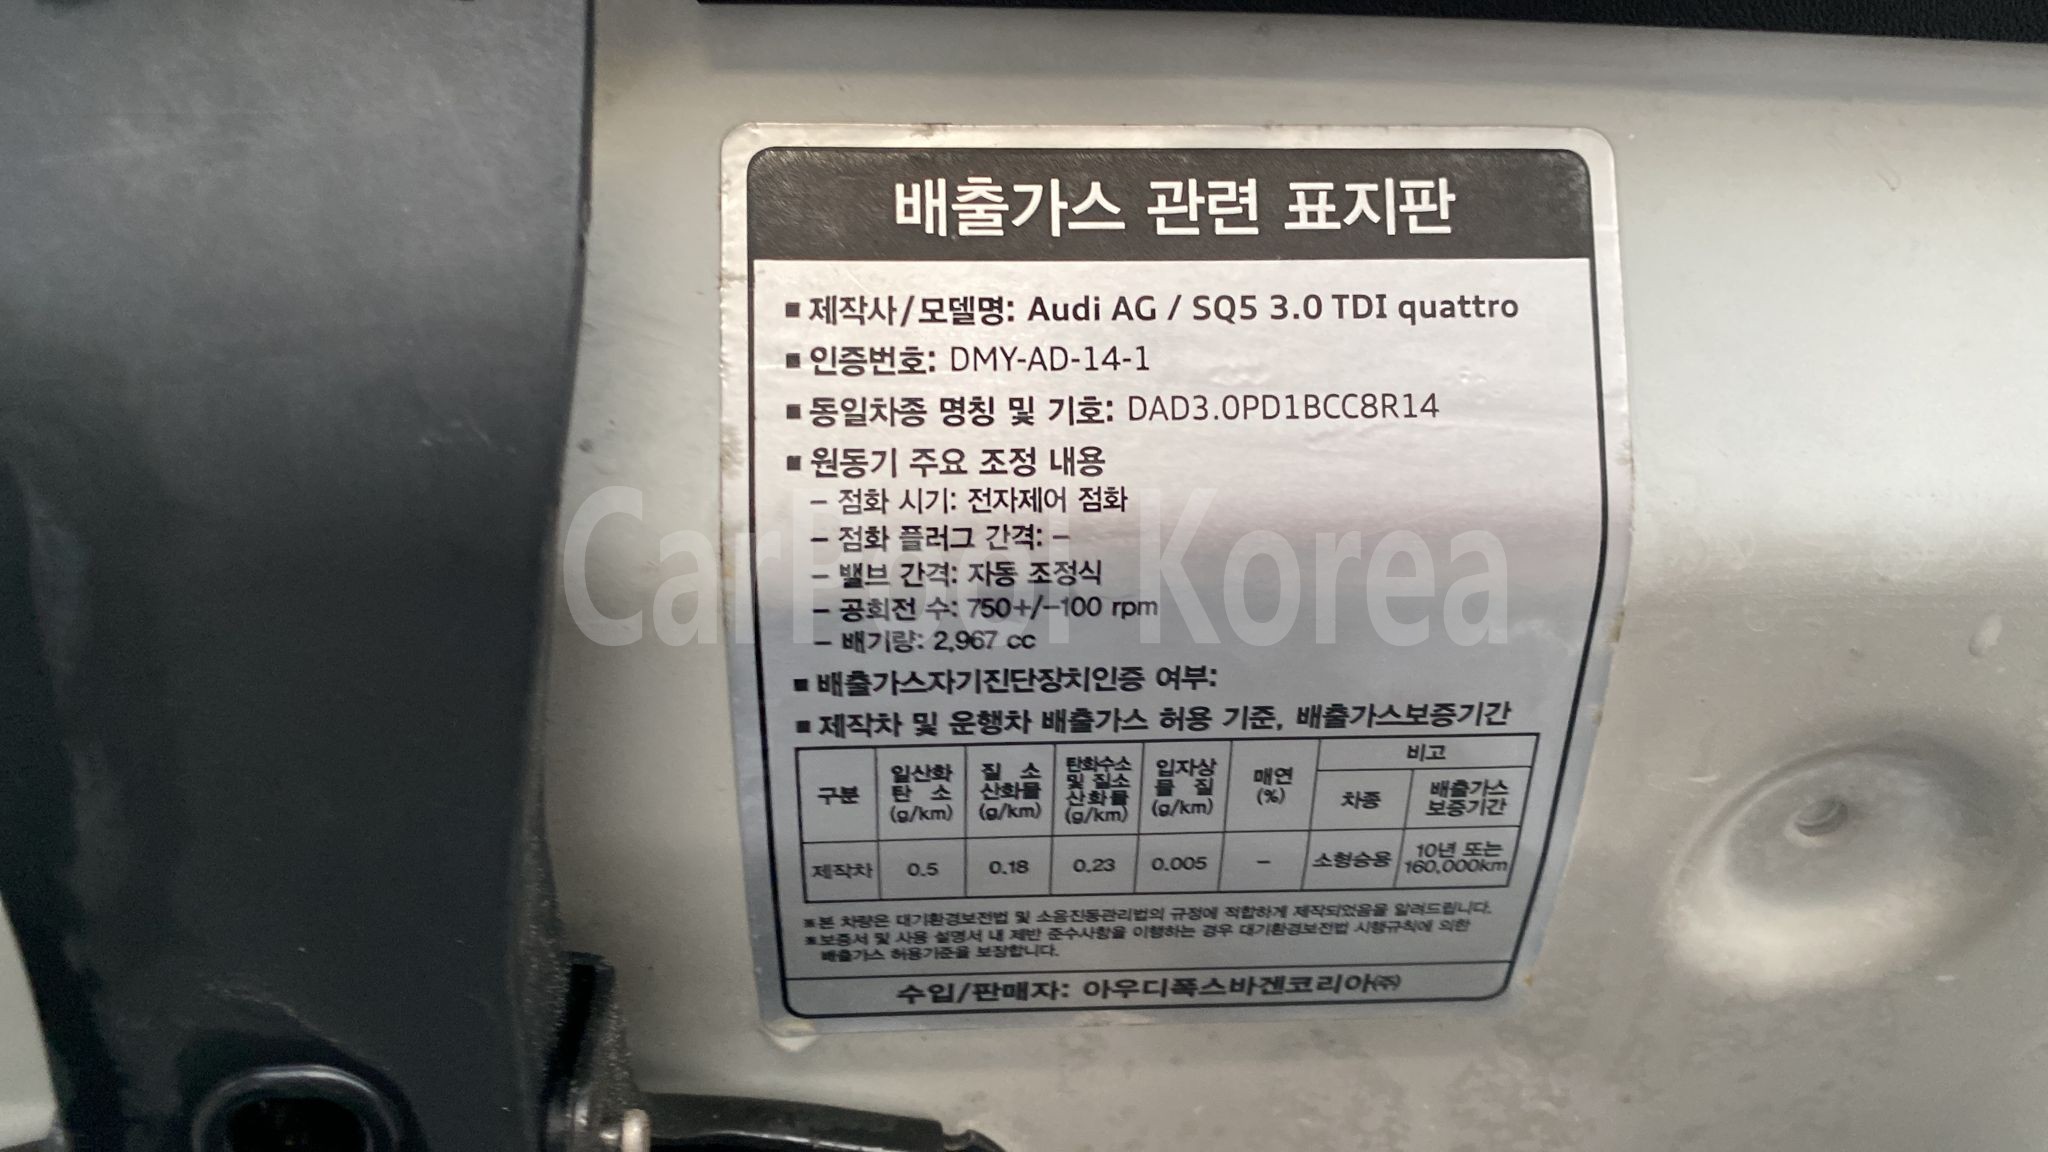 배출가스 관련 표지판
■ 제작사/모델명: Audi AG / SQ5 3.0 TDI quattro
■ 인증번호: DMY-AD-14-1
■ 동일차종 명칭 및 기호: DAD3.0PD1BCC8R14
■ 원동기 주요 조정 내용
– 점화 시기: 전자제어 점화
– 점화 플러그 간격: –
– 밸브 간격: 자동 조정식
– 공회전 수: 750+/-100 rpm
– 배기량: 2,967 cc
CarPool Korea
■ 배출가스자기진단장치인증 여부:
■ 제작차 및 운행차 배출가스 허용 기준, 배출가스보증기간
구분 일산화탄소 (g/km) 질소산화물 (g/km) 탄화수소 및 질소산화물 (g/km) 입자상물질 (g/km) 매연 (%) 비고
차종 배출가스 보증기간
제작차 0.5 0.18 0.23 0.005 – 소형승용 10년 또는 160,000km
※본 차량은 대기환경보전법 및 소음진동관리법의 규정에 적합하게 제작되었음을 알려드립니다.
※보증서 및 사용 설명서 내 제반 준수사항을 이행하는 경우 대기환경보전법 시행규칙에 의한
배출가스 허용기준을 보장합니다.
수입/판매자: 아우디폭스바겐코리아㈜